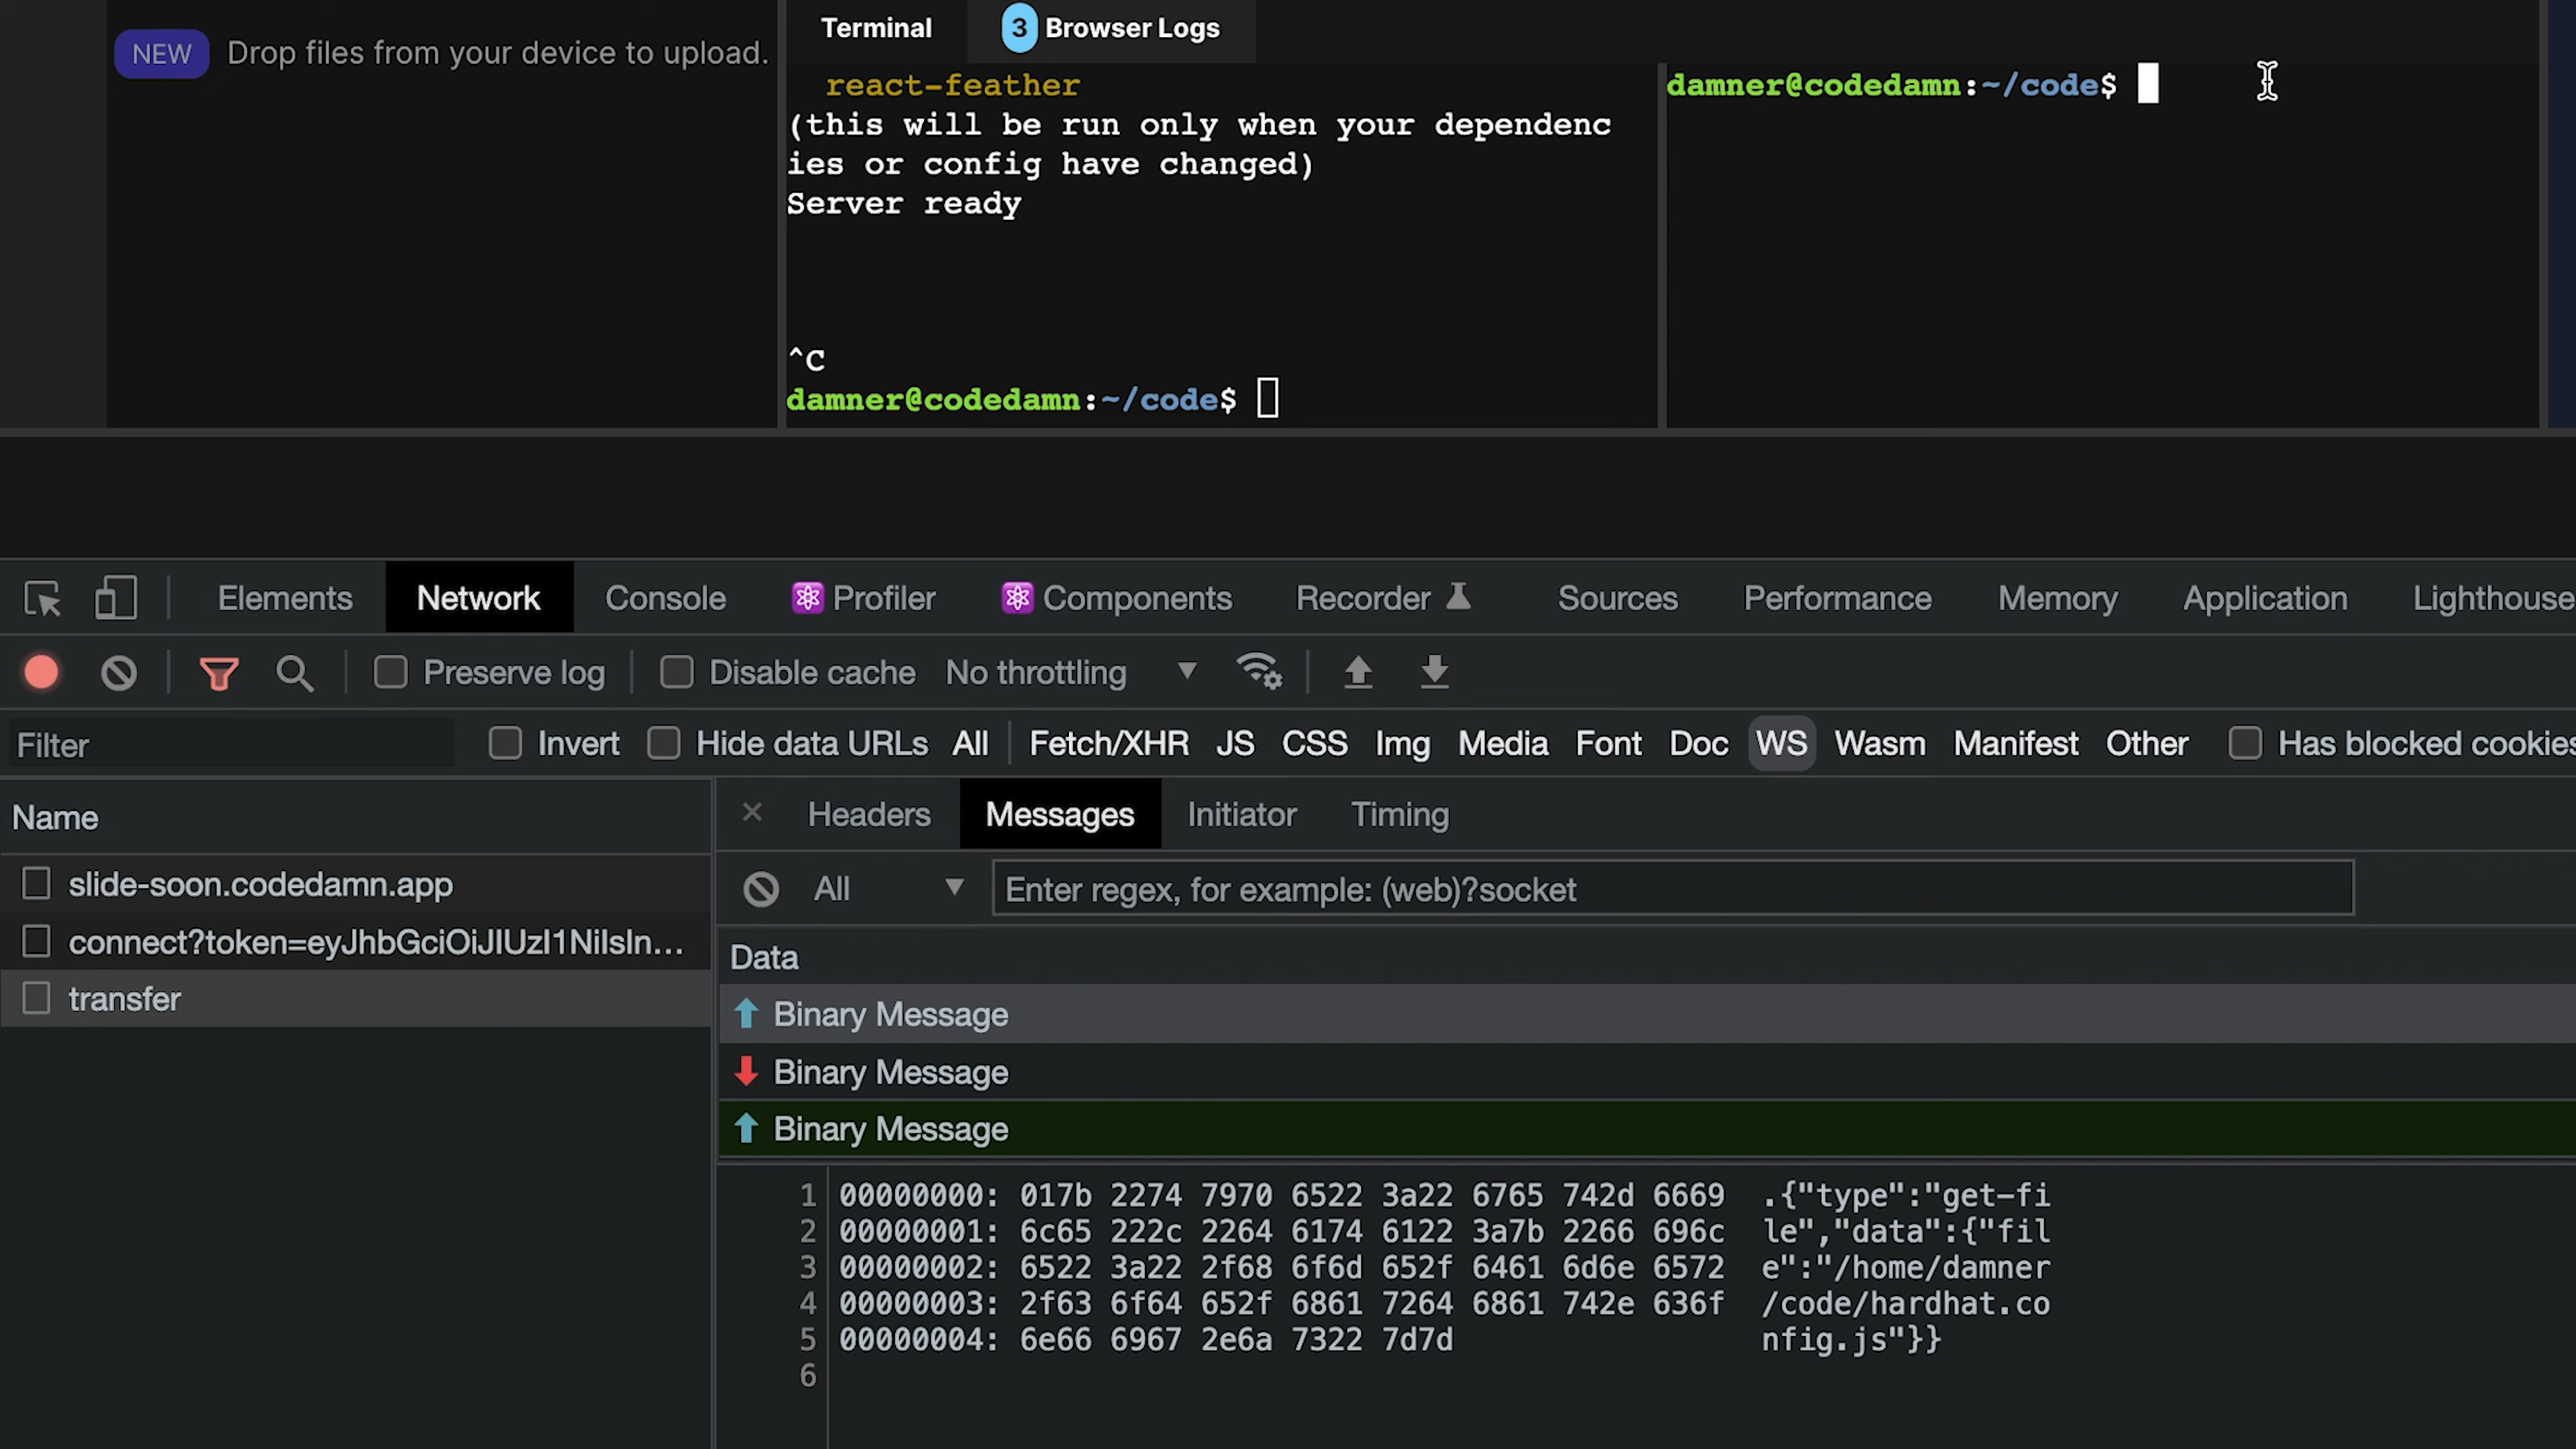 NEW Drop files from your device to upload.
Terminal 3 Browser Logs
react-feather
(this will be run only when your dependenc
ies or config have changed)
Server ready
^C
damner@codedamn:~/code$
damner@codedamn:~/code$
Elements Network Console Profiler Components Recorder Sources Performance Memory Application Lighthouse
Preserve log Disable cache No throttling
Filter Invert Hide data URLs All Fetch/XHR JS CSS Img Media Font Doc WS Wasm Manifest Other Has blocked cookies
Name
slide-soon.codedamn.app
connect?token=eyJhbGciOiJIUzI1NiIsIn...
transfer
Headers Messages Initiator Timing
All Enter regex, for example: (web)?socket
Data
Binary Message
Binary Message
Binary Message
1 00000000: 017b 2274 7970 6522 3a22 6765 742d 6669 .{"type":"get-fi
2 00000001: 6c65 222c 2264 6174 6122 3a7b 2266 696c le","data":{"fil
3 00000002: 6522 3a22 2f68 6f6d 652f 6461 6d6e 6572 e":"/home/damner
4 00000003: 2f63 6f64 652f 6861 7264 6861 742e 636f /code/hardhat.co
5 00000004: 6e66 6967 2e6a 7322 7d7d nfig.js"}}
6